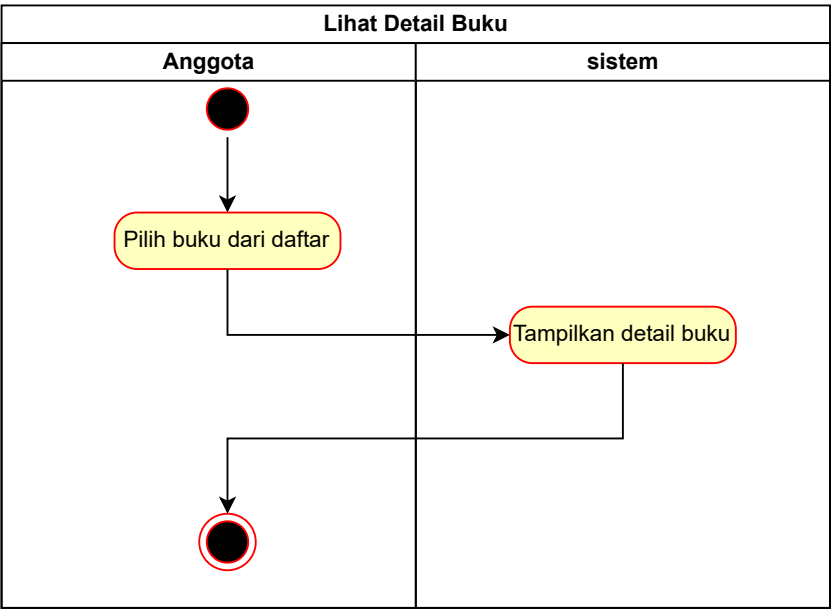 Lihat Detail Buku
Anggota
sistem
Pilih buku dari daftar
Tampilkan detail buku